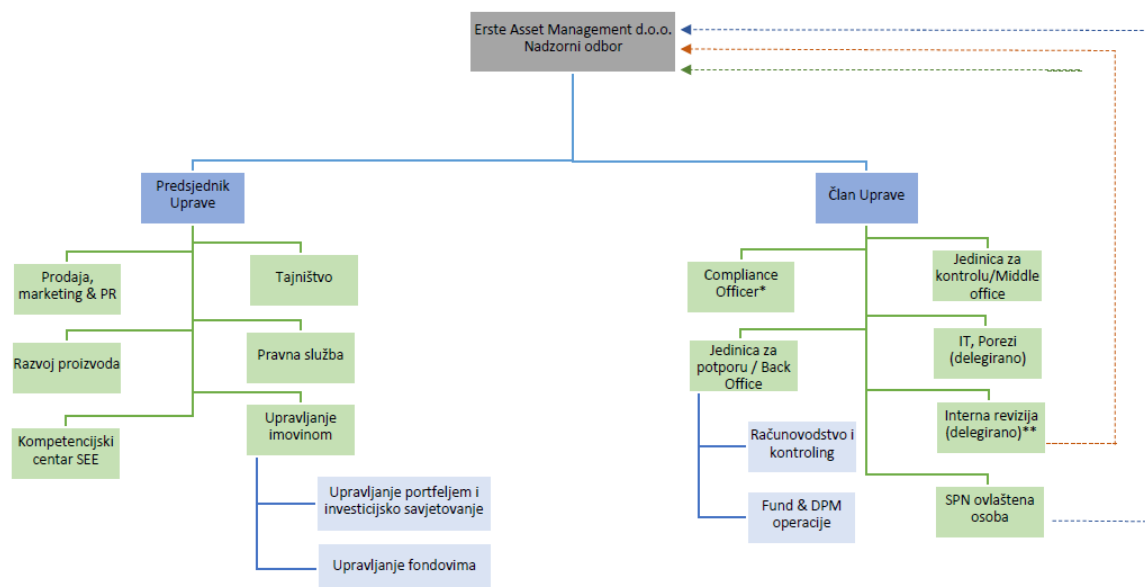 Erste Asset Management d.o.o.
Nadzorni odbor
Predsjednik
Uprave
Član Uprave
Prodaja,
marketing & PR
Tajništvo
Razvoj proizvoda
Pravna služba
Kompetencijski
centar SEE
Upravljanje
imovinom
Upravljanje portfeljem i
investicijsko savjetovanje
Upravljanje fondovima
Compliance
Officer*
Jedinica za
kontrolu/Middle
office
Jedinica za
potporu / Back
Office
IT, Porezi
(delegirano)
Računovodstvo i
kontroling
Interna revizija
(delegirano)**
Fund & DPM
operacije
SPN ovlaštena
osoba